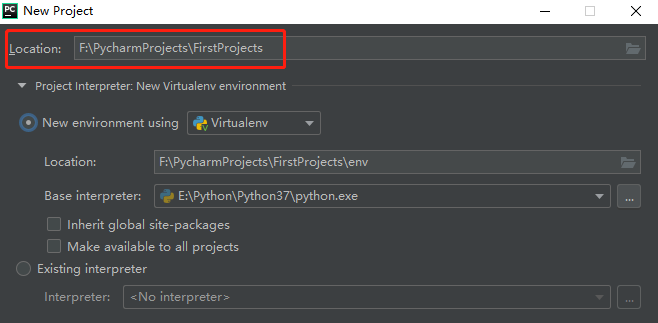 PC New Project
Location: F:\PycharmProjects\FirstProjects
Project Interpreter: New Virtualenv environment
New environment using Virtualenv
Location: F:\PycharmProjects\FirstProjects\env
Base interpreter: E:\Python\Python37\python.exe ...
Inherit global site-packages
Make available to all projects
Existing interpreter
Interpreter: <No interpreter> ...